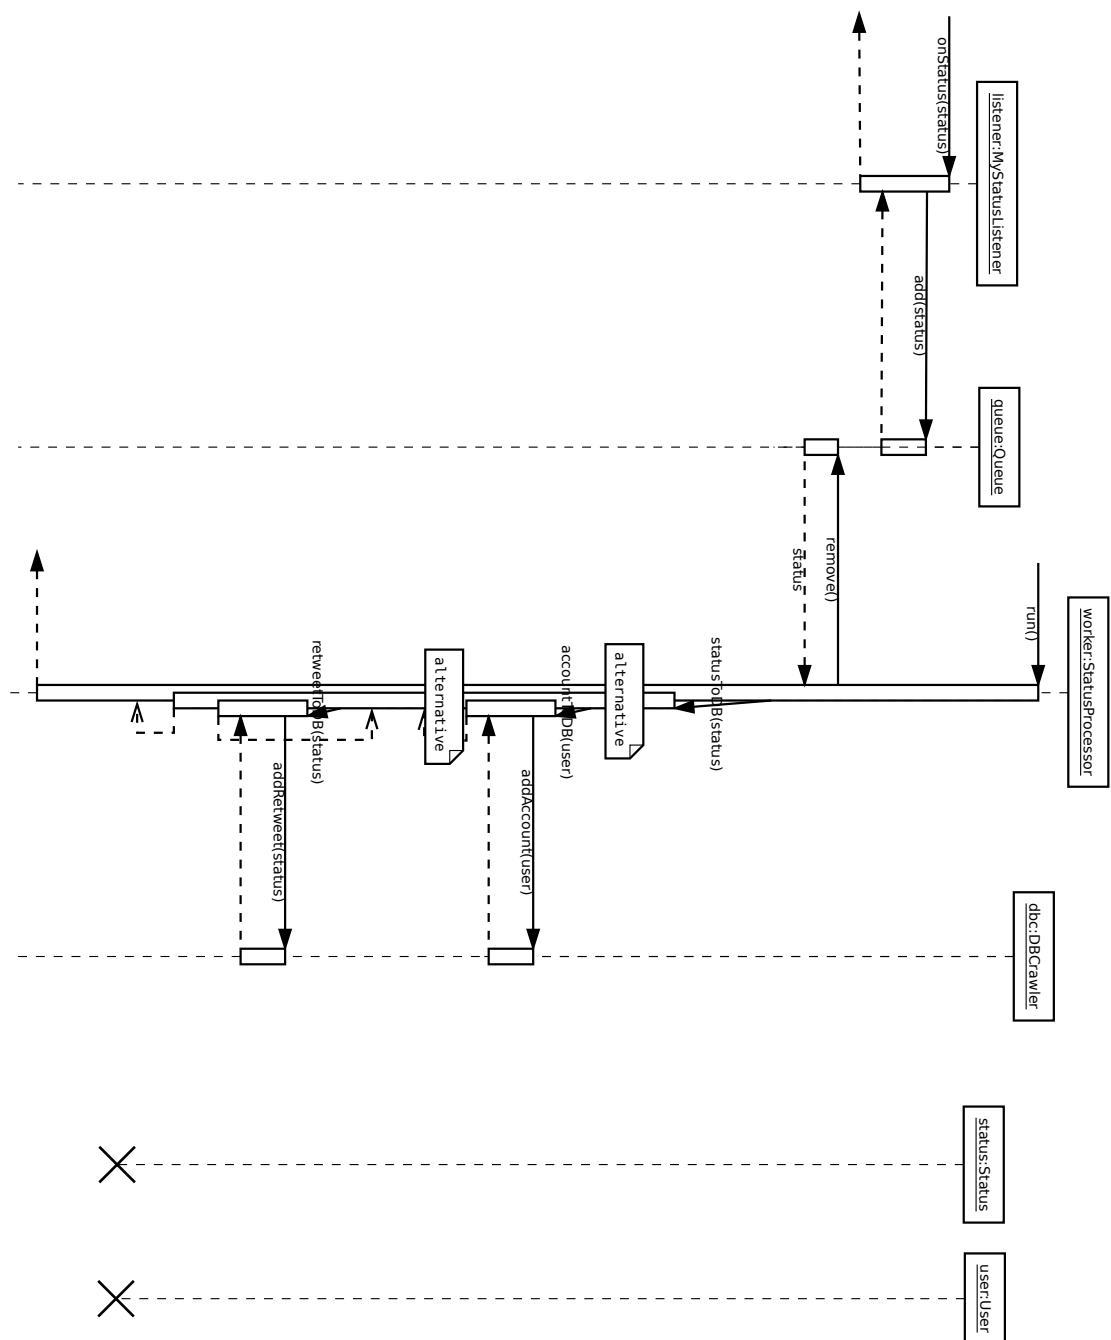 listener:MyStatusListener
queue:Queue
worker:StatusProcessor
dbc:DBCrawler
status:Status
user:User
run()
onStatus(status)
add(status)
remove()
status
statusToDB(status)
alternative
accountToDB(user)
addAccount(user)
alternative
retweetToDB(status)
addRetweet(status)